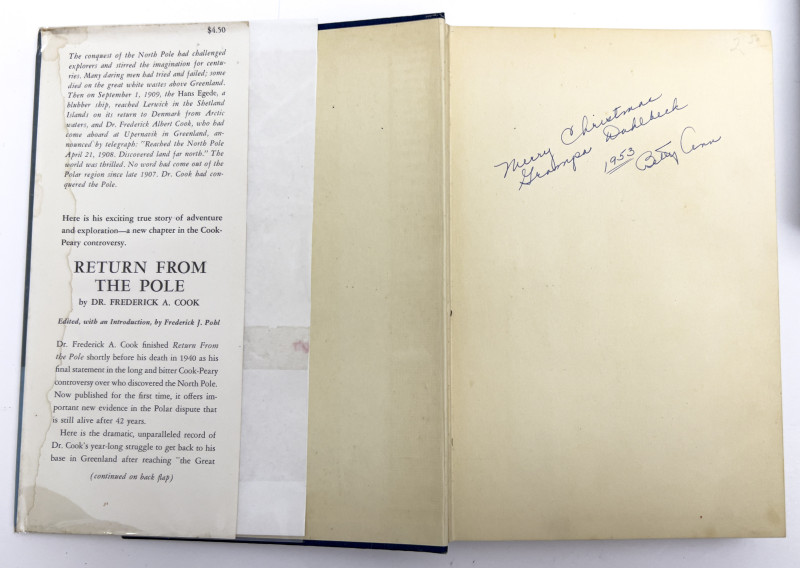 $4.50
The conquest of the North Pole had challenged
explorers and stirred the imagination for centu-
ries. Many daring men had tried and failed; some
died on the great white wastes above Greenland.
Then on September 1, 1909, the Hans Egede, a
blubber ship, reached Lerwick in the Shetland
Islands on its return to Denmark from Arctic
waters, and Dr. Frederick Albert Cook, who had
come aboard at Upernatik in Greenland, an-
nounced by telegraph: "Reached the North Pole
April 21, 1908. Discovered land far north." The
world was thrilled. No word had come out of the
Polar region since late 1907. Dr. Cook had con-
quered the Pole.
Here is his exciting true story of adventure
and exploration—a new chapter in the Cook-
Peary controversy.
RETURN FROM
THE POLE
by DR. FREDERICK A. COOK
Edited, with an Introduction, by Frederick J. Pohl
Dr. Frederick A. Cook finished Return From
the Pole shortly before his death in 1940 as his
final statement in the long and bitter Cook-Peary
controversy over who discovered the North Pole.
Now published for the first time, it offers im-
portant new evidence in the Polar dispute that
is still alive after 42 years.
Here is the dramatic, unparalleled record of
Dr. Cook's year-long struggle to get back to his
base in Greenland after reaching "the Great
(continued on back flap)
2.50
Merry Christmas
Grampa Dahlbeck
1953 Betty Ann